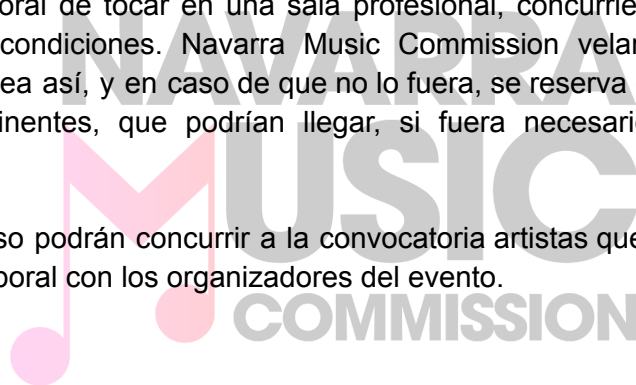 oral de tocar en una sala profesional, concurrie
condiciones. Navarra Music Commission velar
ea así, y en caso de que no lo fuera, se reserva
inentes, que podrían llegar, si fuera necesario
so podrán concurrir a la convocatoria artistas que
poral con los organizadores del evento.
NAVARRA
MUSIC
COMMISSION